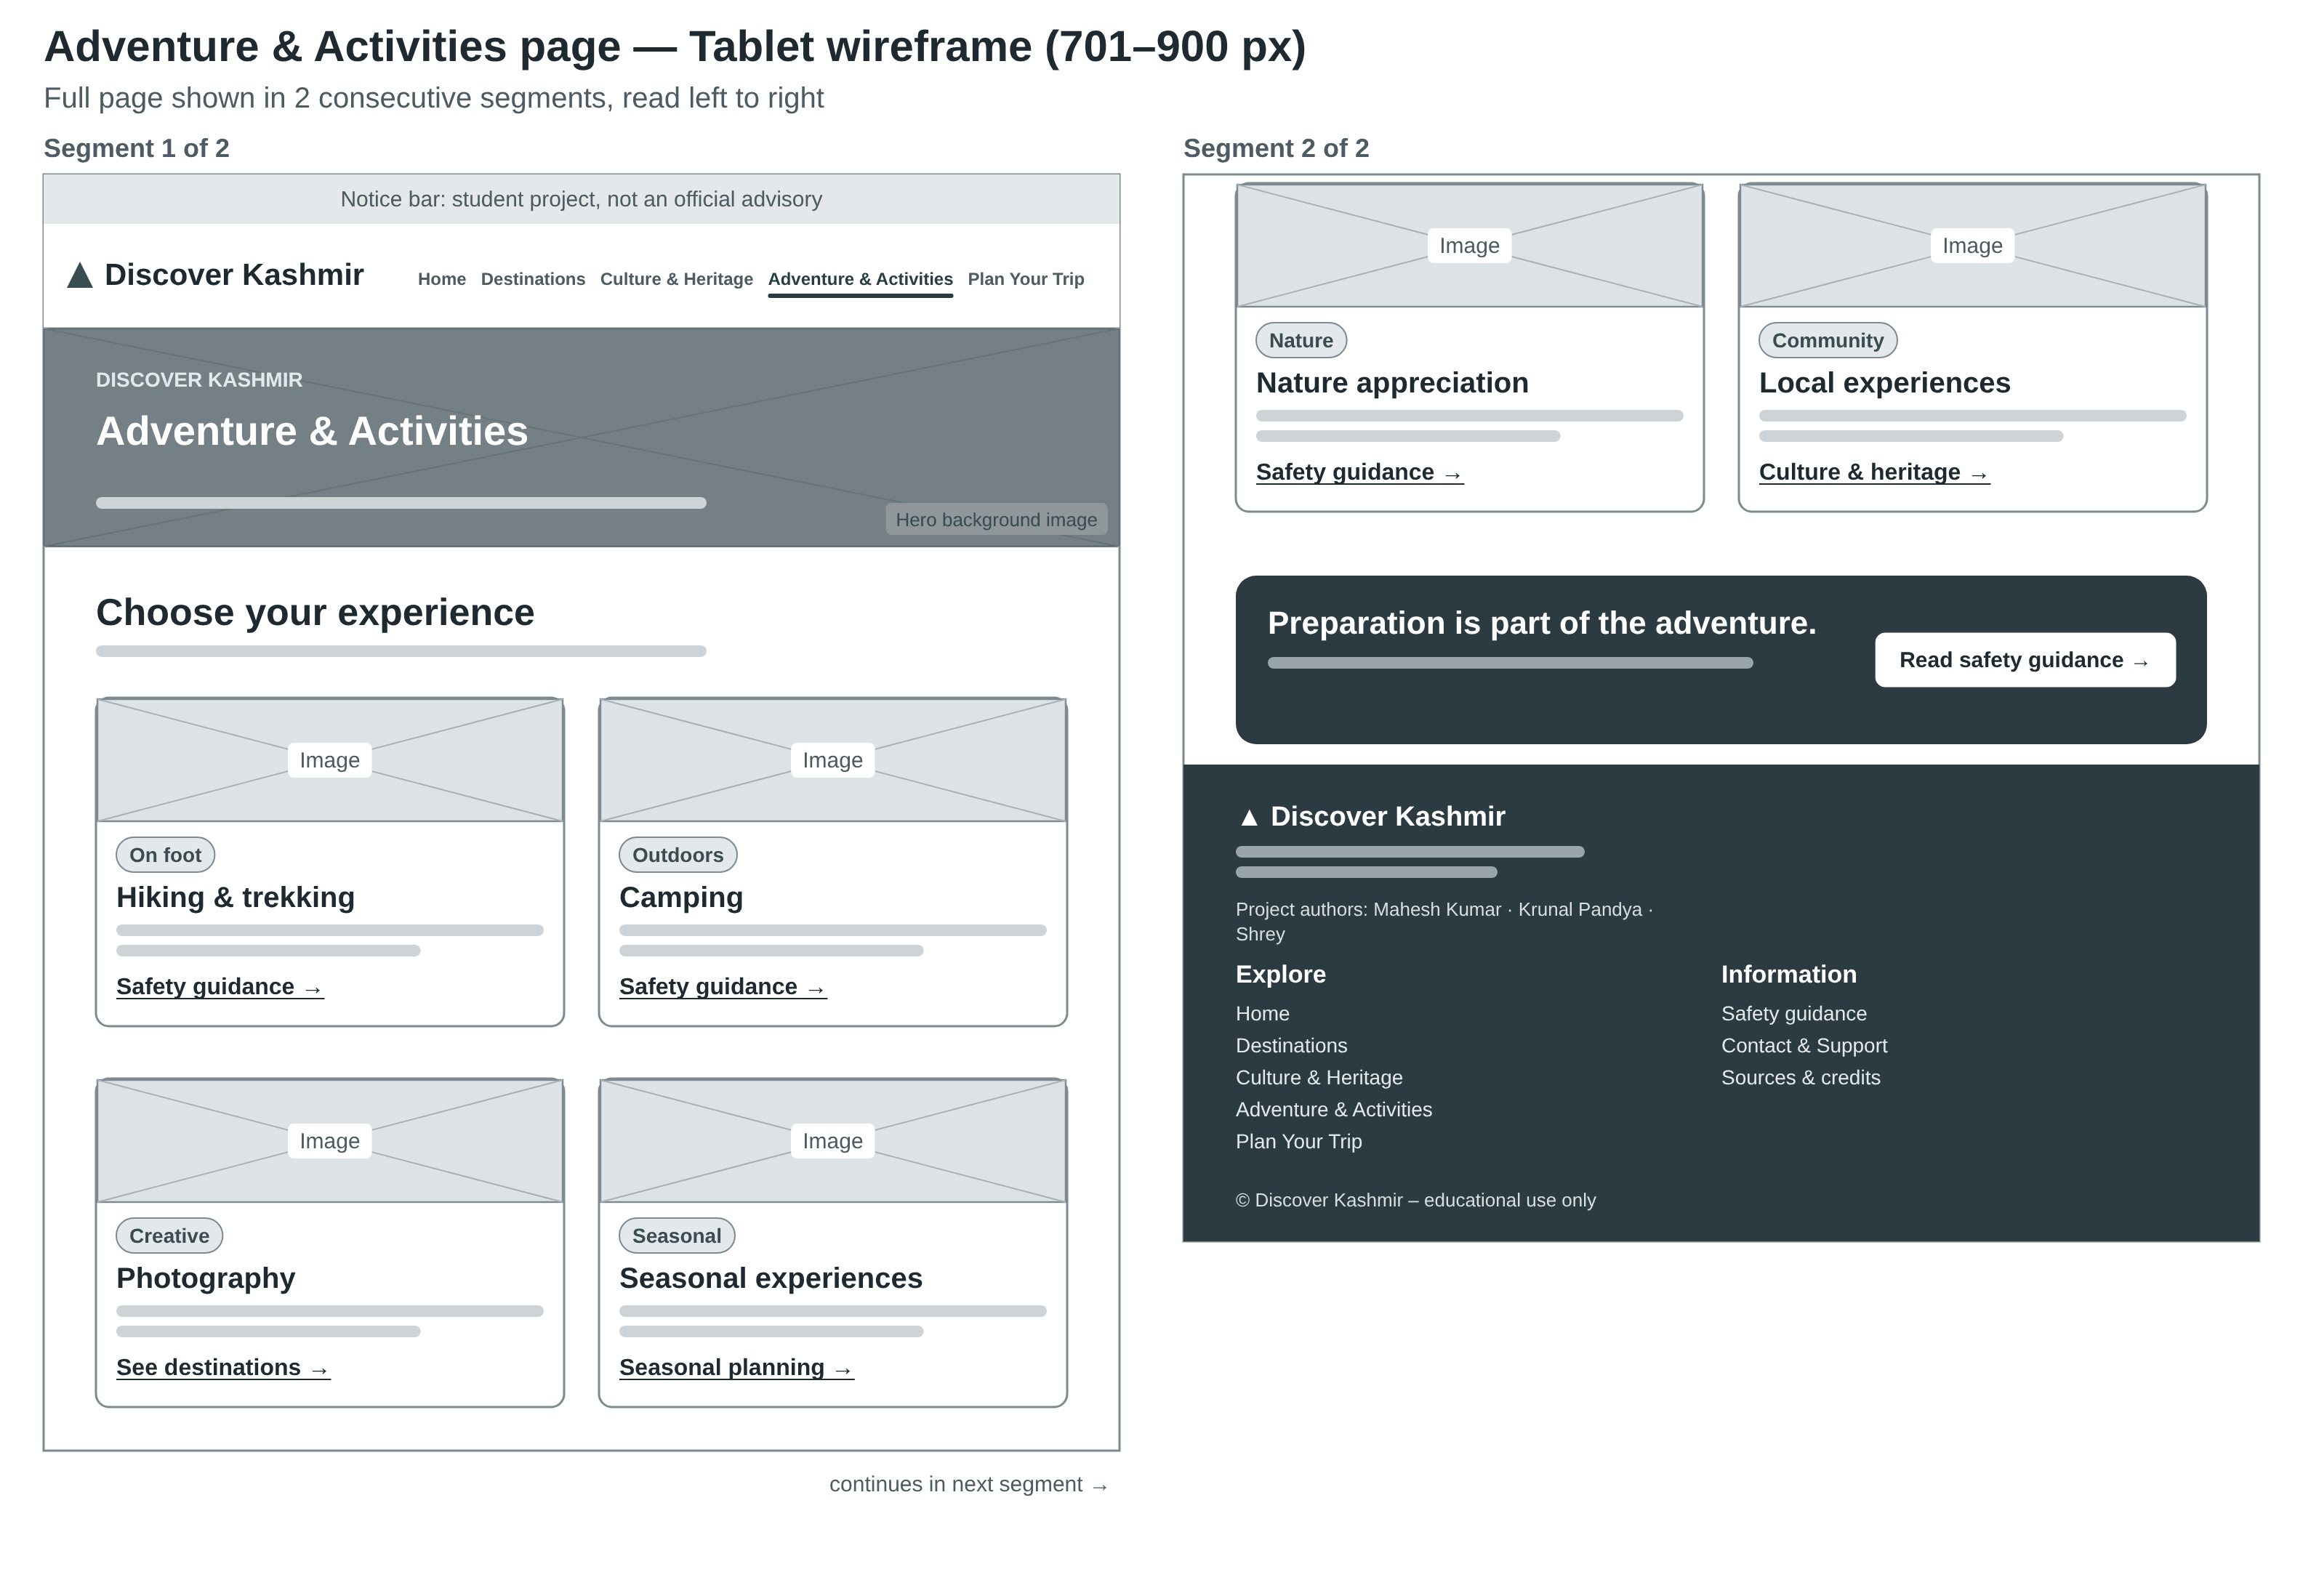 Adventure & Activities page — Tablet wireframe (701–900 px)
Full page shown in 2 consecutive segments, read left to right
Segment 1 of 2
Notice bar: student project, not an official advisory
▲ Discover Kashmir
Home Destinations Culture & Heritage Adventure & Activities Plan Your Trip
DISCOVER KASHMIR
Adventure & Activities
Hero background image
Choose your experience
Image
On foot
Hiking & trekking
Safety guidance →
Image
Outdoors
Camping
Safety guidance →
Image
Creative
Photography
See destinations →
Image
Seasonal
Seasonal experiences
Seasonal planning →
continues in next segment →
Segment 2 of 2
Image
Nature
Nature appreciation
Safety guidance →
Image
Community
Local experiences
Culture & heritage →
Preparation is part of the adventure.
Read safety guidance →
▲ Discover Kashmir
Project authors: Mahesh Kumar · Krunal Pandya ·
Shrey
Explore
Home
Destinations
Culture & Heritage
Adventure & Activities
Plan Your Trip
Information
Safety guidance
Contact & Support
Sources & credits
© Discover Kashmir – educational use only